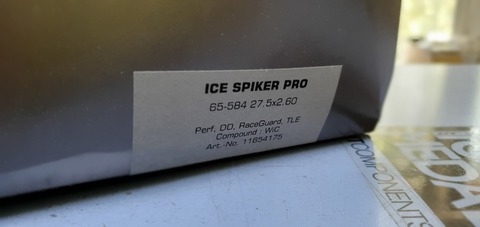 ICE SPIKER PRO
65-584 27.5x2.60
Perf, DD, RaceGuard, TLE
Compound : WiC
Art.-No. 11654175
COMPONENTS